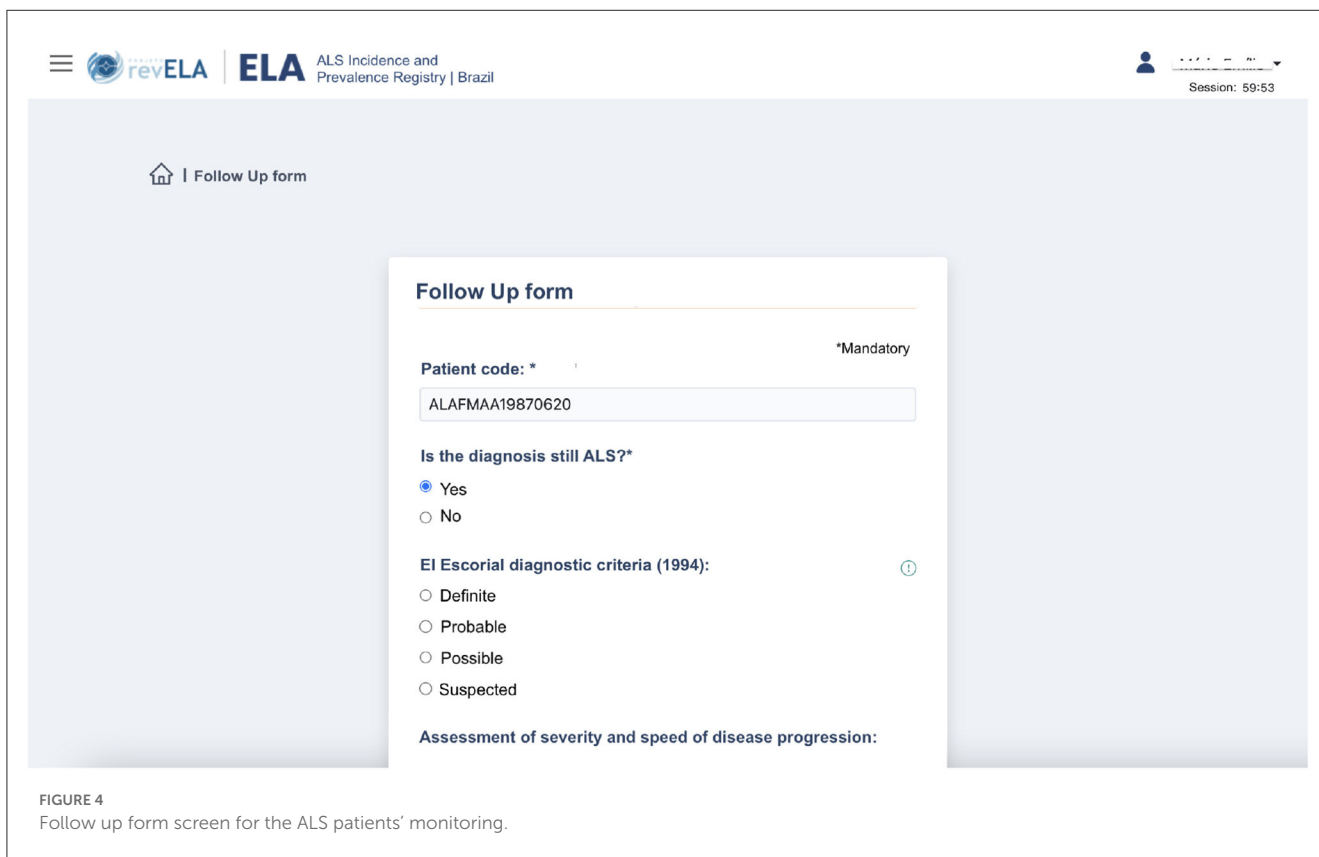 PROJETO
revELA
ELA
ALS Incidence and
Prevalence Registry | Brazil
Session: 59:53
Follow Up form
Follow Up form
*Mandatory
Patient code: *
ALAFMAA19870620
Is the diagnosis still ALS?*
Yes
No
El Escorial diagnostic criteria (1994):
Definite
Probable
Possible
Suspected
Assessment of severity and speed of disease progression:
FIGURE 4
Follow up form screen for the ALS patients' monitoring.